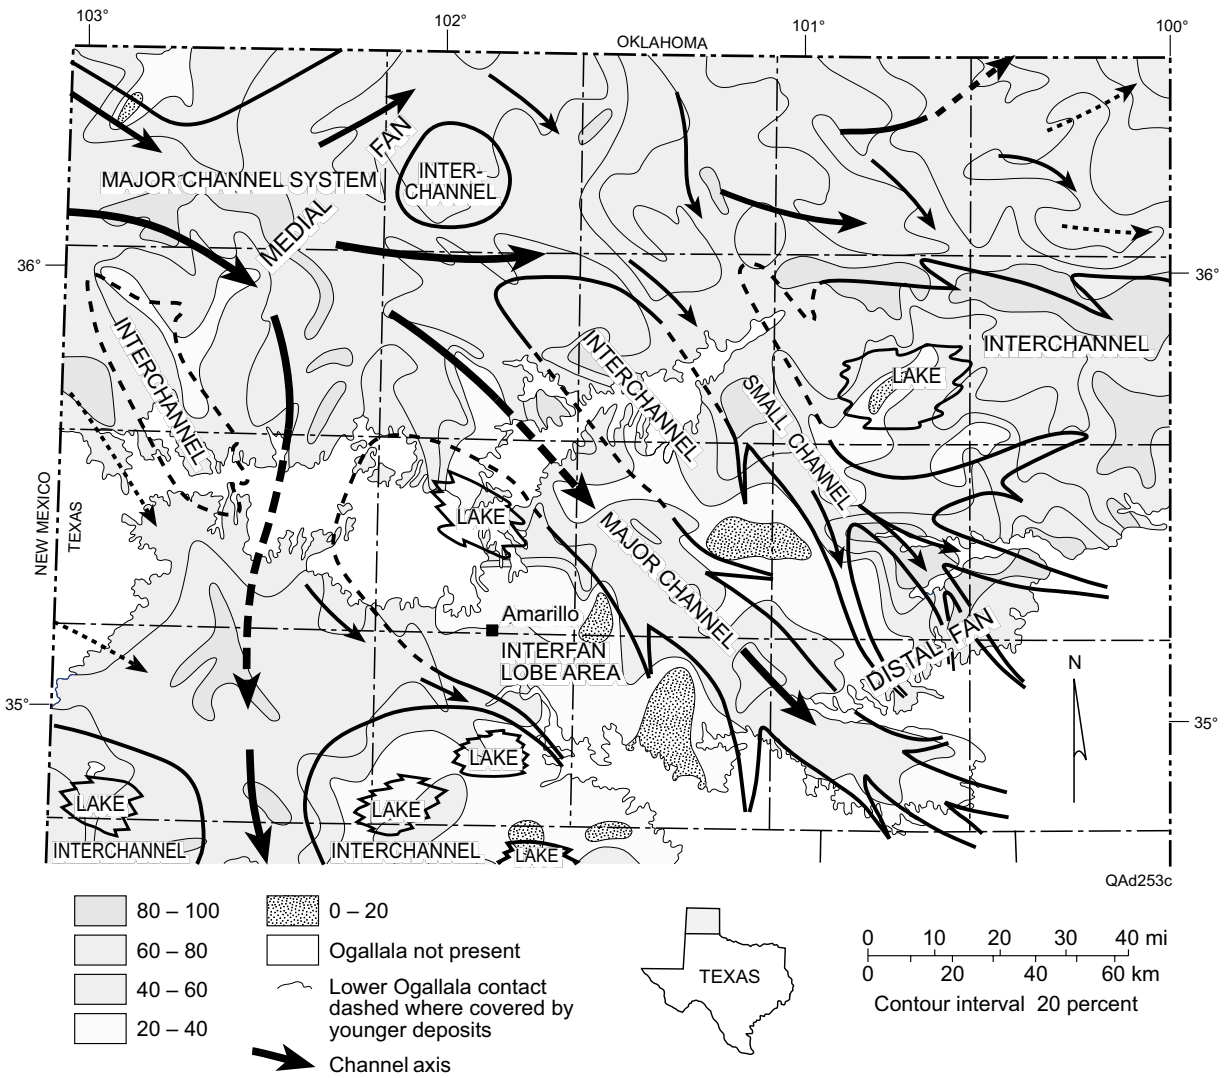 103°
102°
101°
100°
OKLAHOMA
FAN
MEDIAL
MAJOR CHANNEL SYSTEM
INTER-
CHANNEL
36°
36°
INTERCHANNEL
INTERCHANNEL
INTERCHANNEL
LAKE
SMALL CHANNEL
NEW MEXICO
TEXAS
LAKE
MAJOR CHANNEL
Amarillo
INTERFAN
LOBE AREA
DISTAL FAN
N
35°
35°
LAKE
LAKE
LAKE
LAKE
INTERCHANNEL
INTERCHANNEL
QAd253c
80 – 100
60 – 80
40 – 60
20 – 40
0 – 20
Ogallala not present
Lower Ogallala contact
dashed where covered by
younger deposits
Channel axis
TEXAS
0 10 20 30 40 mi
0 20 40 60 km
Contour interval 20 percent